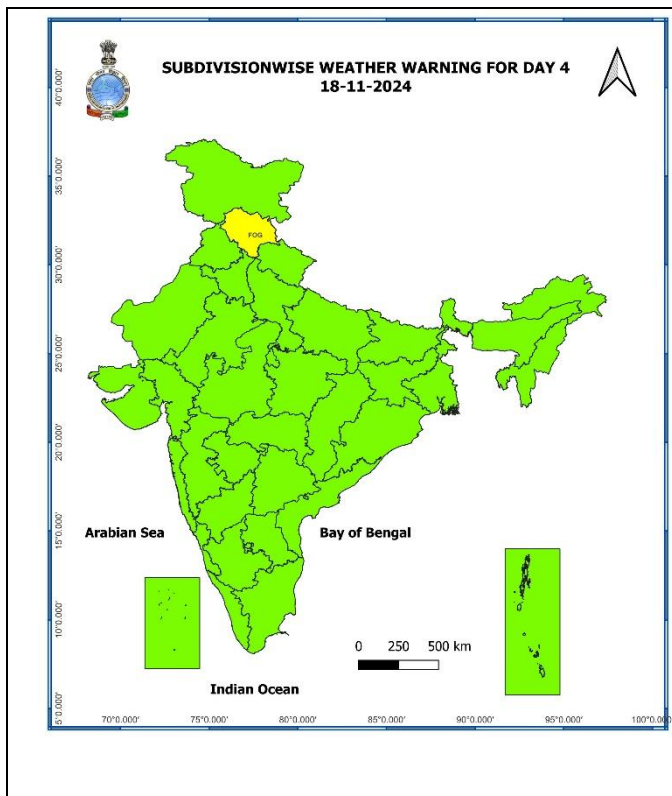 SUBDIVISIONWISE WEATHER WARNING FOR DAY 4
18-11-2024
40°0.000'
35°0.000'
30°0.000'
25°0.000'
20°0.000'
15°0.000'
10°0.000'
5°0.000'
FOG
Arabian Sea
Bay of Bengal
0 250 500 km
Indian Ocean
70°0.000' 75°0.000' 80°0.000' 85°0.000' 90°0.000' 95°0.000' 100°0.000'